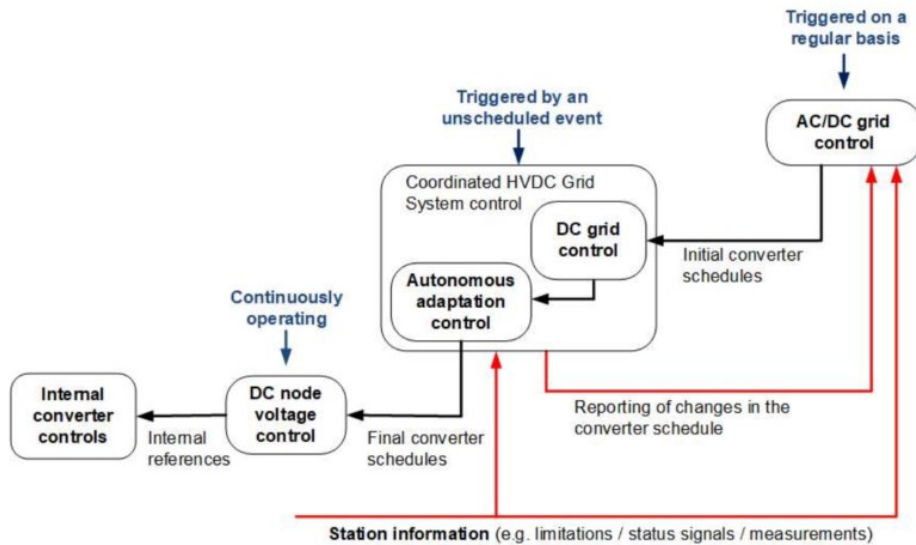 Triggered on a
regular basis
AC/DC grid
control
Triggered by an
unscheduled event
Coordinated HVDC Grid
System control
DC grid
control
Initial converter
schedules
Autonomous
adaptation
control
Continuously
operating
Internal
converter
controls
DC node
voltage
control
Internal
references
Final converter
schedules
Reporting of changes in the
converter schedule
Station information (e.g. limitations / status signals / measurements)